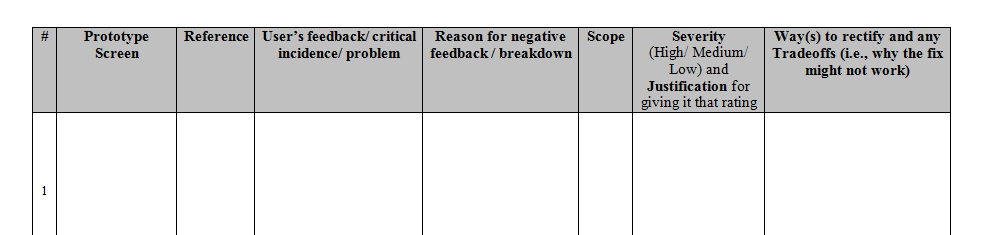 #
Prototype
Screen
Reference
User's feedback/ critical
incidence/ problem
Reason for negative
feedback / breakdown
Scope
Severity
(High/ Medium/
Low) and
Justification for
giving it that rating
Way(s) to rectify and any
Tradeoffs (i.e., why the fix
might not work)
1